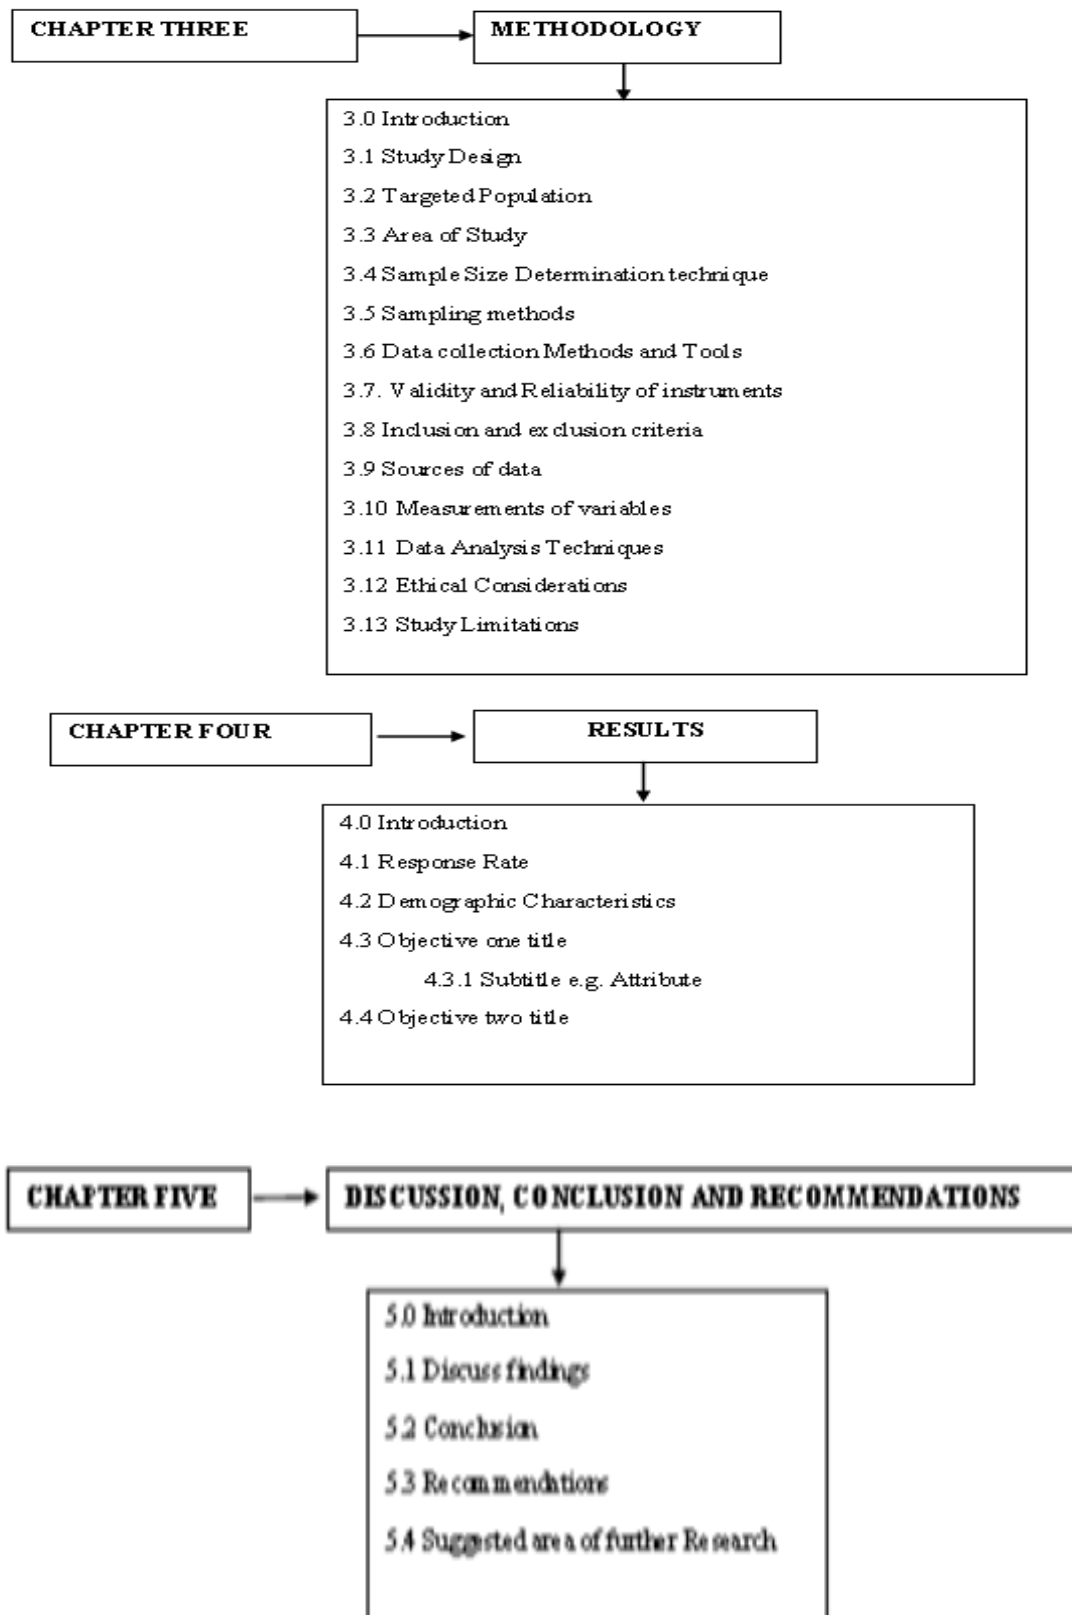 CHAPTER THREE
METHODOLOGY
3.0 Introduction
3.1 Study Design
3.2 Targeted Population
3.3 Area of Study
3.4 Sample Size Determination technique
3.5 Sampling methods
3.6 Data collection Methods and Tools
3.7. Validity and Reliability of instruments
3.8 Inclusion and exclusion criteria
3.9 Sources of data
3.10 Measurements of variables
3.11 Data Analysis Techniques
3.12 Ethical Considerations
3.13 Study Limitations
CHAPTER FOUR
RESULTS
4.0 Introduction
4.1 Response Rate
4.2 Demographic Characteristics
4.3 Objective one title
4.3.1 Subtitle e.g. Attribute
4.4 Objective two title
CHAPTER FIVE
DISCUSSION, CONCLUSION AND RECOMMENDATIONS
5.0 Introduction
5.1 Discuss findings
5.2 Conclusion
5.3 Recommendations
5.4 Suggested area of further Research